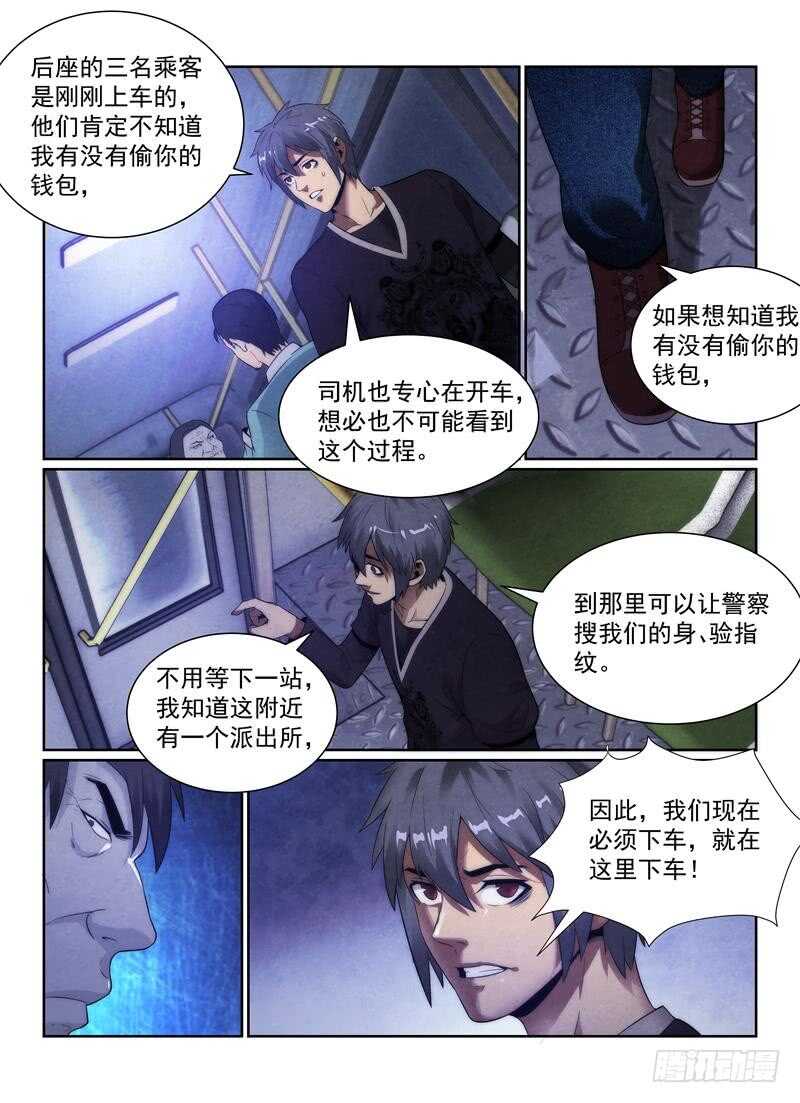 后座的三名乘客
是刚刚上车的，
他们肯定不知道
我有没有偷你的
钱包，
司机也专心在开车，
想必也不可能看到
这个过程。
如果想知道我
有没有偷你的
钱包，
不用等下一站，
我知道这附近
有一个派出所，
到那里可以让警察
搜我们的身、验指
纹。
因此，我们现在
必须下车，就在
这里下车！
腾讯动漫